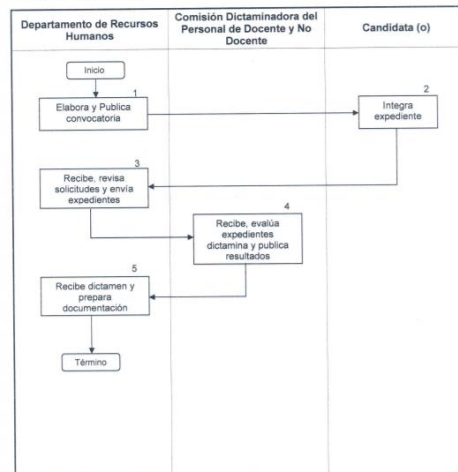 Departamento de Recursos
Humanos
Comisión Dictaminadora del
Personal de Docente y No
Docente
Candidata (o)
Inicio
1
Elabora y Publica
convocatoria
2
Integra
expediente
3
Recibe, revisa
solicitudes y envía
expedientes
4
Recibe, evalúa
expedientes
dictamina y publica
resultados
5
Recibe dictamen y
prepara
documentación
Término